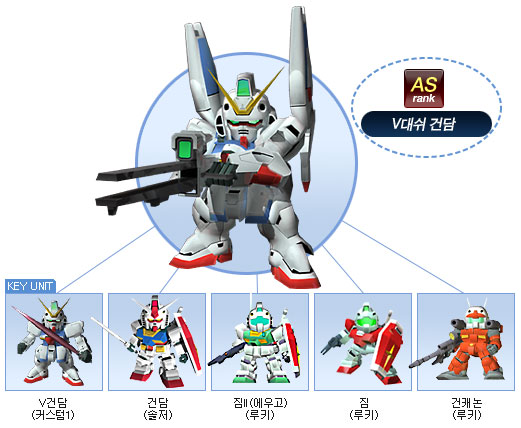 AS
rank
V대쉬 건담
KEY UNIT
V건담
(커스텀1)
건담
(솔저)
짐II(에우고)
(루키)
짐
(루키)
건캐논
(루키)